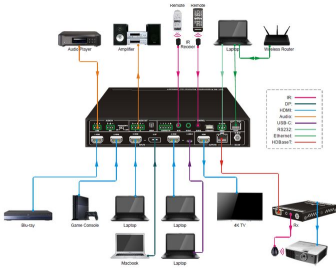 Remote
Remote
Audio Player
Amplifier
IR
Receiver
Laptop
Wireless Router
IR:
DP:
HDMI:
Audio:
USB-C:
RS232:
Ethernet:
HDBaseT:
Blu-ray
Game Console
Laptop
Laptop
4K TV
Rx
Macbook
Laptop